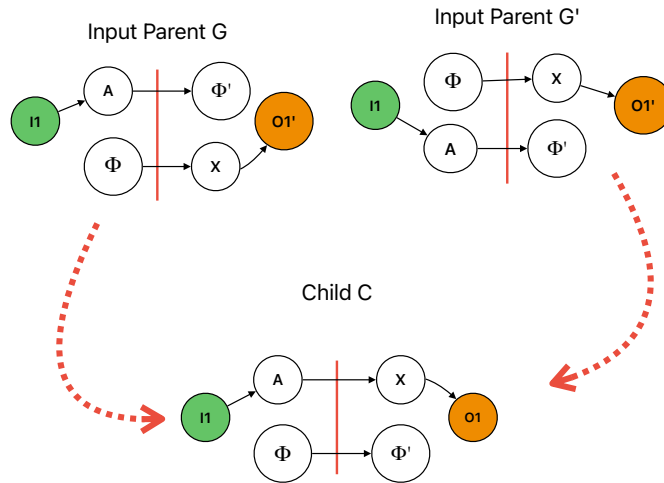 Input Parent G
Input Parent G'
I1
A
Φ'
O1'
Φ
X
I1
Φ
X
O1'
A
Φ'
Child C
I1
A
X
O1
Φ
Φ'